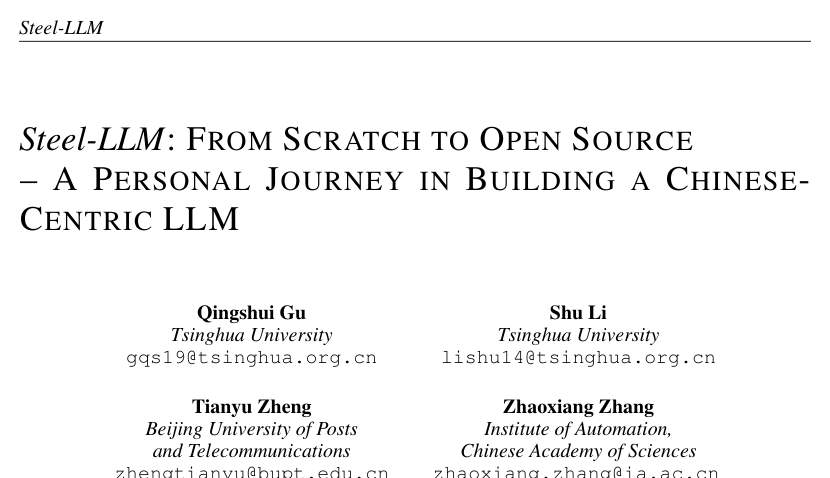 Steel-LLM
Steel-LLM: FROM SCRATCH TO OPEN SOURCE
– A PERSONAL JOURNEY IN BUILDING A CHINESE-
CENTRIC LLM
Qingshui Gu
Tsinghua University
gqs19@tsinghua.org.cn
Shu Li
Tsinghua University
lishu14@tsinghua.org.cn
Tianyu Zheng
Beijing University of Posts
and Telecommunications
zhengtianyu@bupt.edu.cn
Zhaoxiang Zhang
Institute of Automation,
Chinese Academy of Sciences
zhaoxiang.zhang@ia.ac.cn